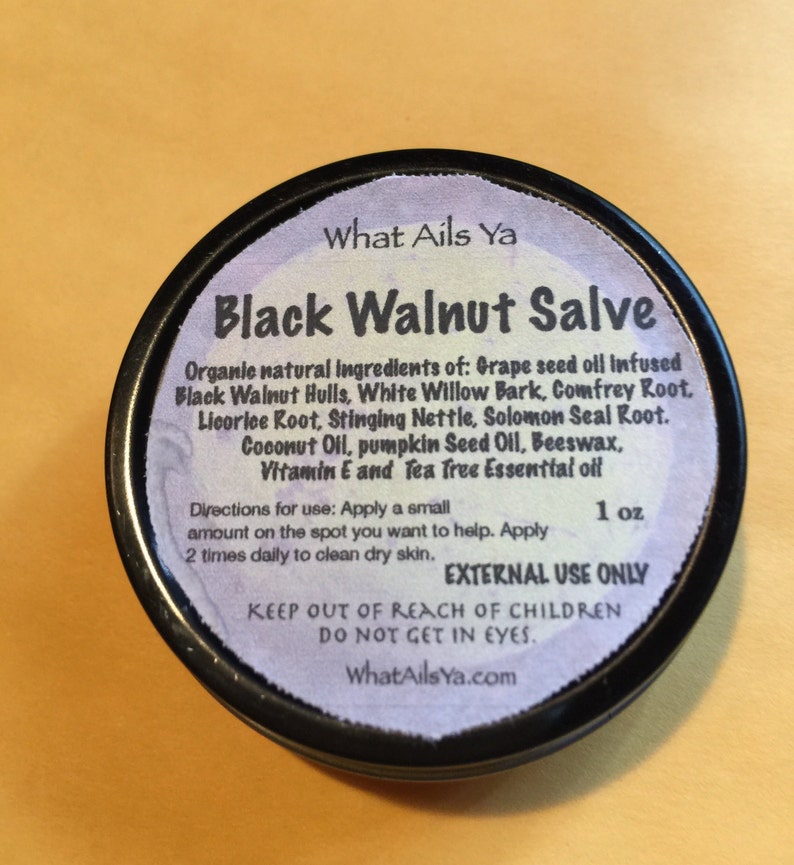 What Ails Ya
Black Walnut Salve
Organic natural ingredients of: Grape seed oil infused
Black Walnut Hulls, White Willow Bark, Comfrey Root,
Licorice Root, Stinging Nettle, Solomon Seal Root.
Coconut Oil, pumpkin Seed Oil, Beeswax,
Vitamin E and Tea Tree Essential oil
Directions for use: Apply a small
amount on the spot you want to help. Apply
2 times daily to clean dry skin.
1 oz
EXTERNAL USE ONLY
KEEP OUT OF REACH OF CHILDREN
DO NOT GET IN EYES.
WhatAilsYa.com